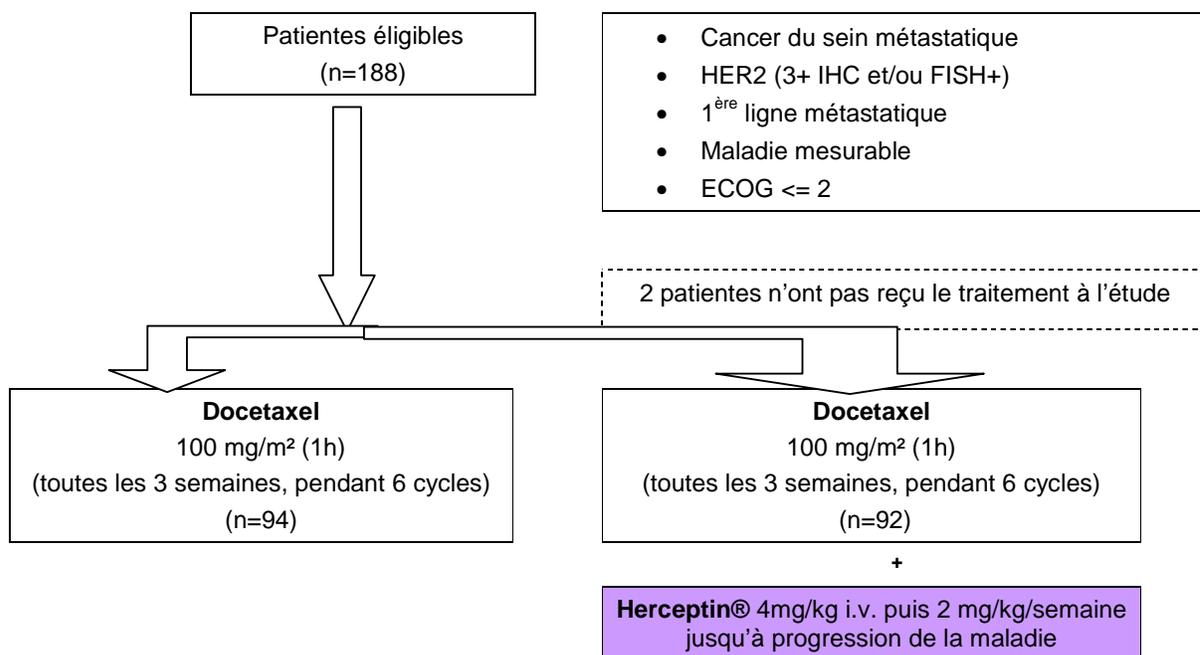 Patientes éligibles
(n=188)
• Cancer du sein métastatique
• HER2 (3+ IHC et/ou FISH+)
• 1ère ligne métastatique
• Maladie mesurable
• ECOG <= 2
2 patientes n’ont pas reçu le traitement à l’étude
Docetaxel
100 mg/m² (1h)
(toutes les 3 semaines, pendant 6 cycles)
(n=94)
Docetaxel
100 mg/m² (1h)
(toutes les 3 semaines, pendant 6 cycles)
(n=92)
+
Herceptin® 4mg/kg i.v. puis 2 mg/kg/semaine
jusqu’à progression de la maladie